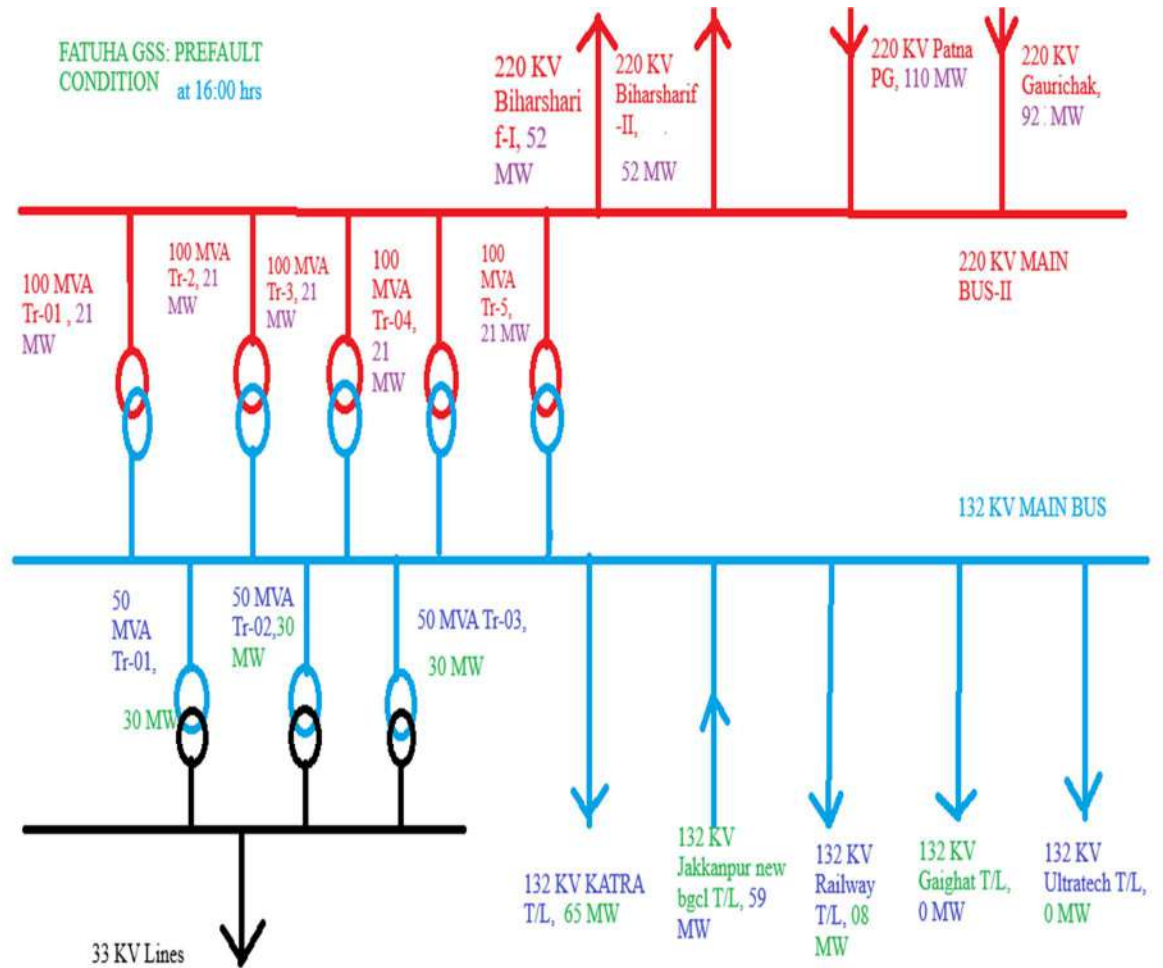 FATUHA GSS: PREFAULT
CONDITION at 16:00 hrs
220 KV
Biharshari
f-I, 52
MW
220 KV
Biharsharif
-II,
52 MW
220 KV Patna
PG, 110 MW
220 KV
Gaurichak,
92 MW
100 MVA
Tr-01 , 21
MW
100 MVA
Tr-2, 21
MW
100 MVA
Tr-3, 21
MW
100
MVA
Tr-04,
21
MW
100
MVA
Tr-5,
21 MW
220 KV MAIN
BUS-II
132 KV MAIN BUS
50
MVA
Tr-01,
30 MW
50 MVA
Tr-02,30
MW
50 MVA Tr-03,
30 MW
132 KV KATRA
T/L, 65 MW
132 KV
Jakkanpur new
bgcl T/L, 59
MW
132 KV
Railway
T/L, 08
MW
132 KV
Gaighat T/L,
0 MW
132 KV
Ultratech T/L,
0 MW
33 KV Lines